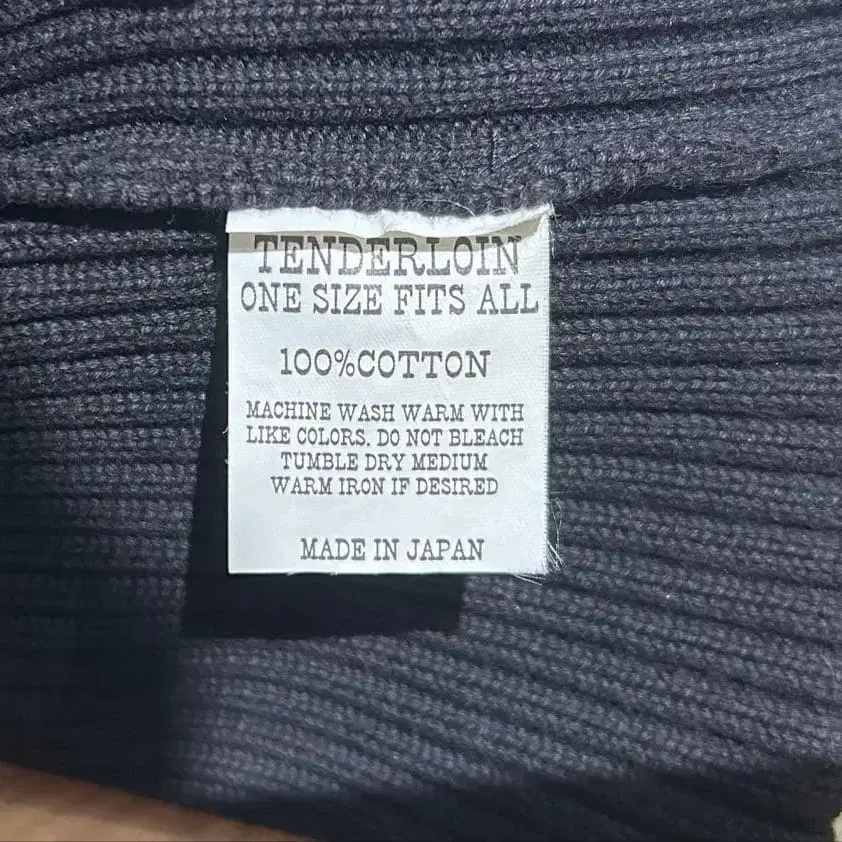 TENDERLOIN
ONE SIZE FITS ALL
100%COTTON
MACHINE WASH WARM WITH
LIKE COLORS. DO NOT BLEACH
TUMBLE DRY MEDIUM
WARM IRON IF DESIRED
MADE IN JAPAN